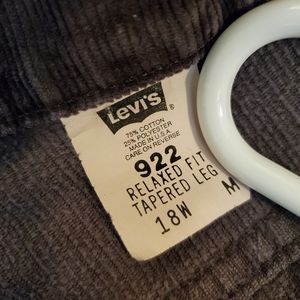 Levi's
®
75% COTTON
25% POLYESTER
MADE IN U.S.A.
CARE ON REVERSE
922
RELAXED FIT
TAPERED LEG
18W M